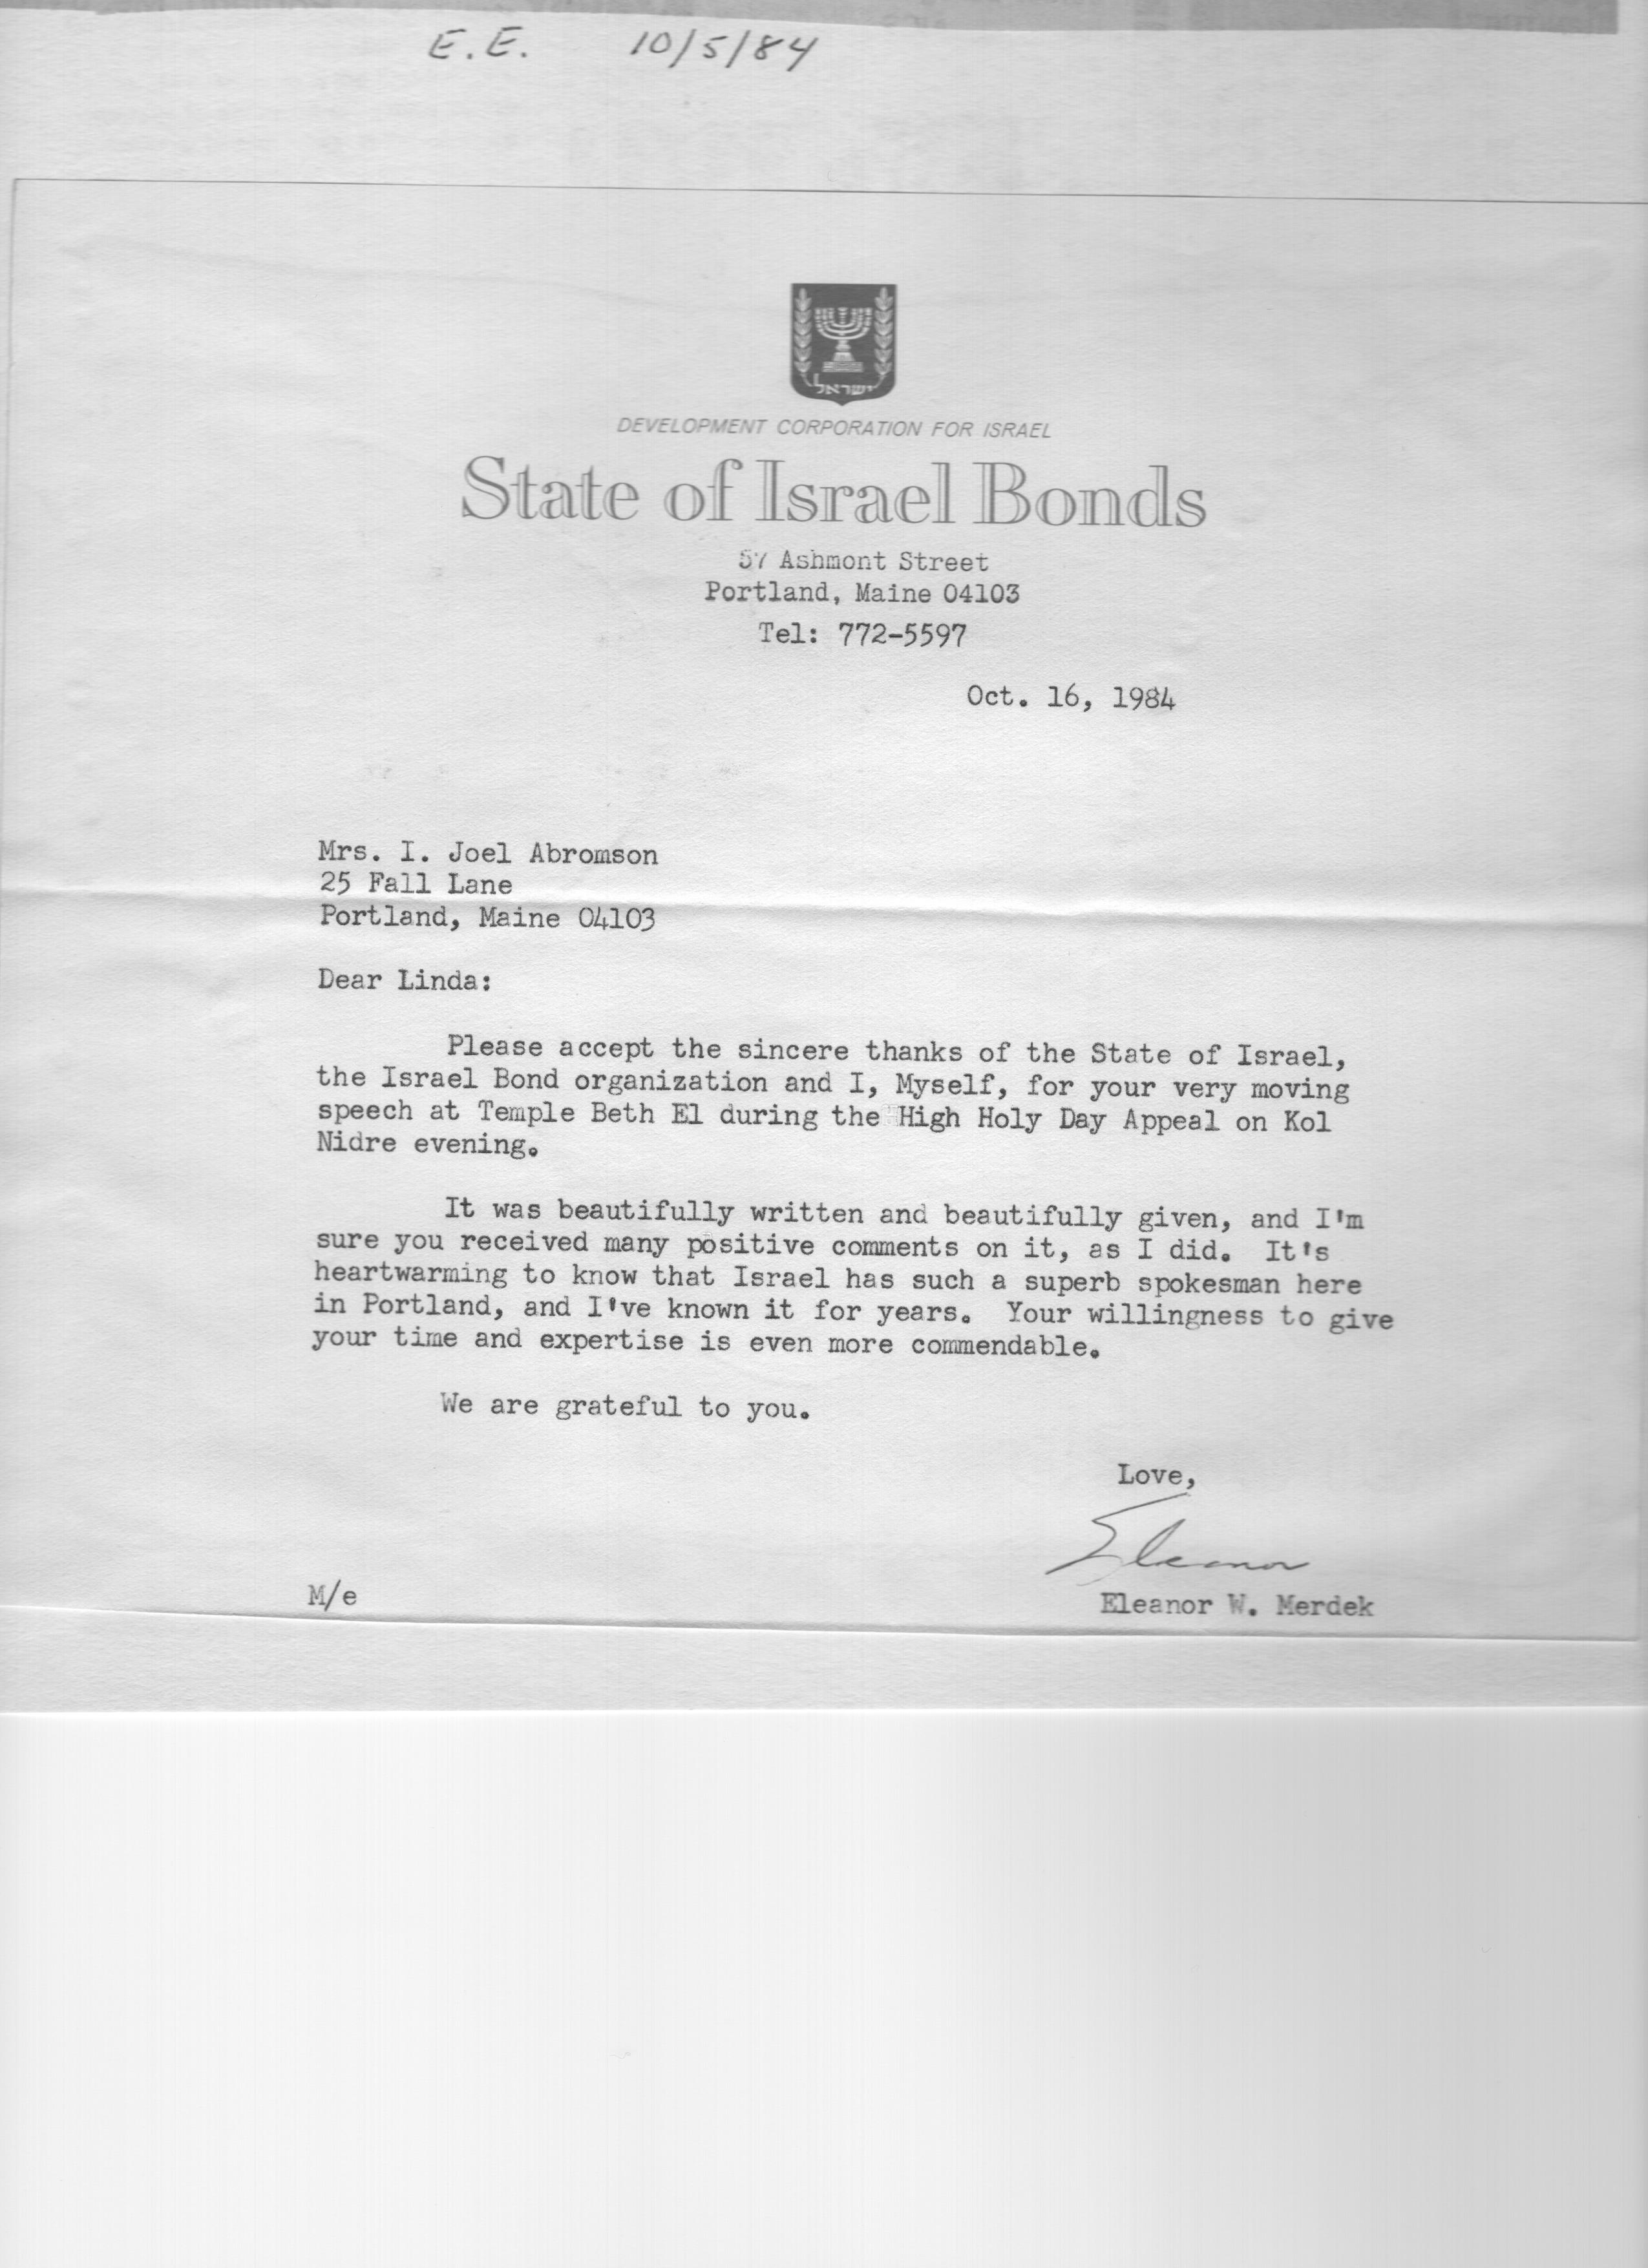 E.E. 10/5/84
ישראל
DEVELOPMENT CORPORATION FOR ISRAEL
State of Israel Bonds
57 Ashmont Street
Portland, Maine 04103
Tel: 772-5597
Oct. 16, 1984
Mrs. I. Joel Abromson
25 Fall Lane
Portland, Maine 04103
Dear Linda:
Please accept the sincere thanks of the State of Israel,
the Israel Bond organization and I, Myself, for your very moving
speech at Temple Beth El during the High Holy Day Appeal on Kol
Nidre evening.
It was beautifully written and beautifully given, and I'm
sure you received many positive comments on it, as I did. It's
heartwarming to know that Israel has such a superb spokesman here
in Portland, and I've known it for years. Your willingness to give
your time and expertise is even more commendable.
We are grateful to you.
Love,
Eleanor
M/e
Eleanor W. Merdek